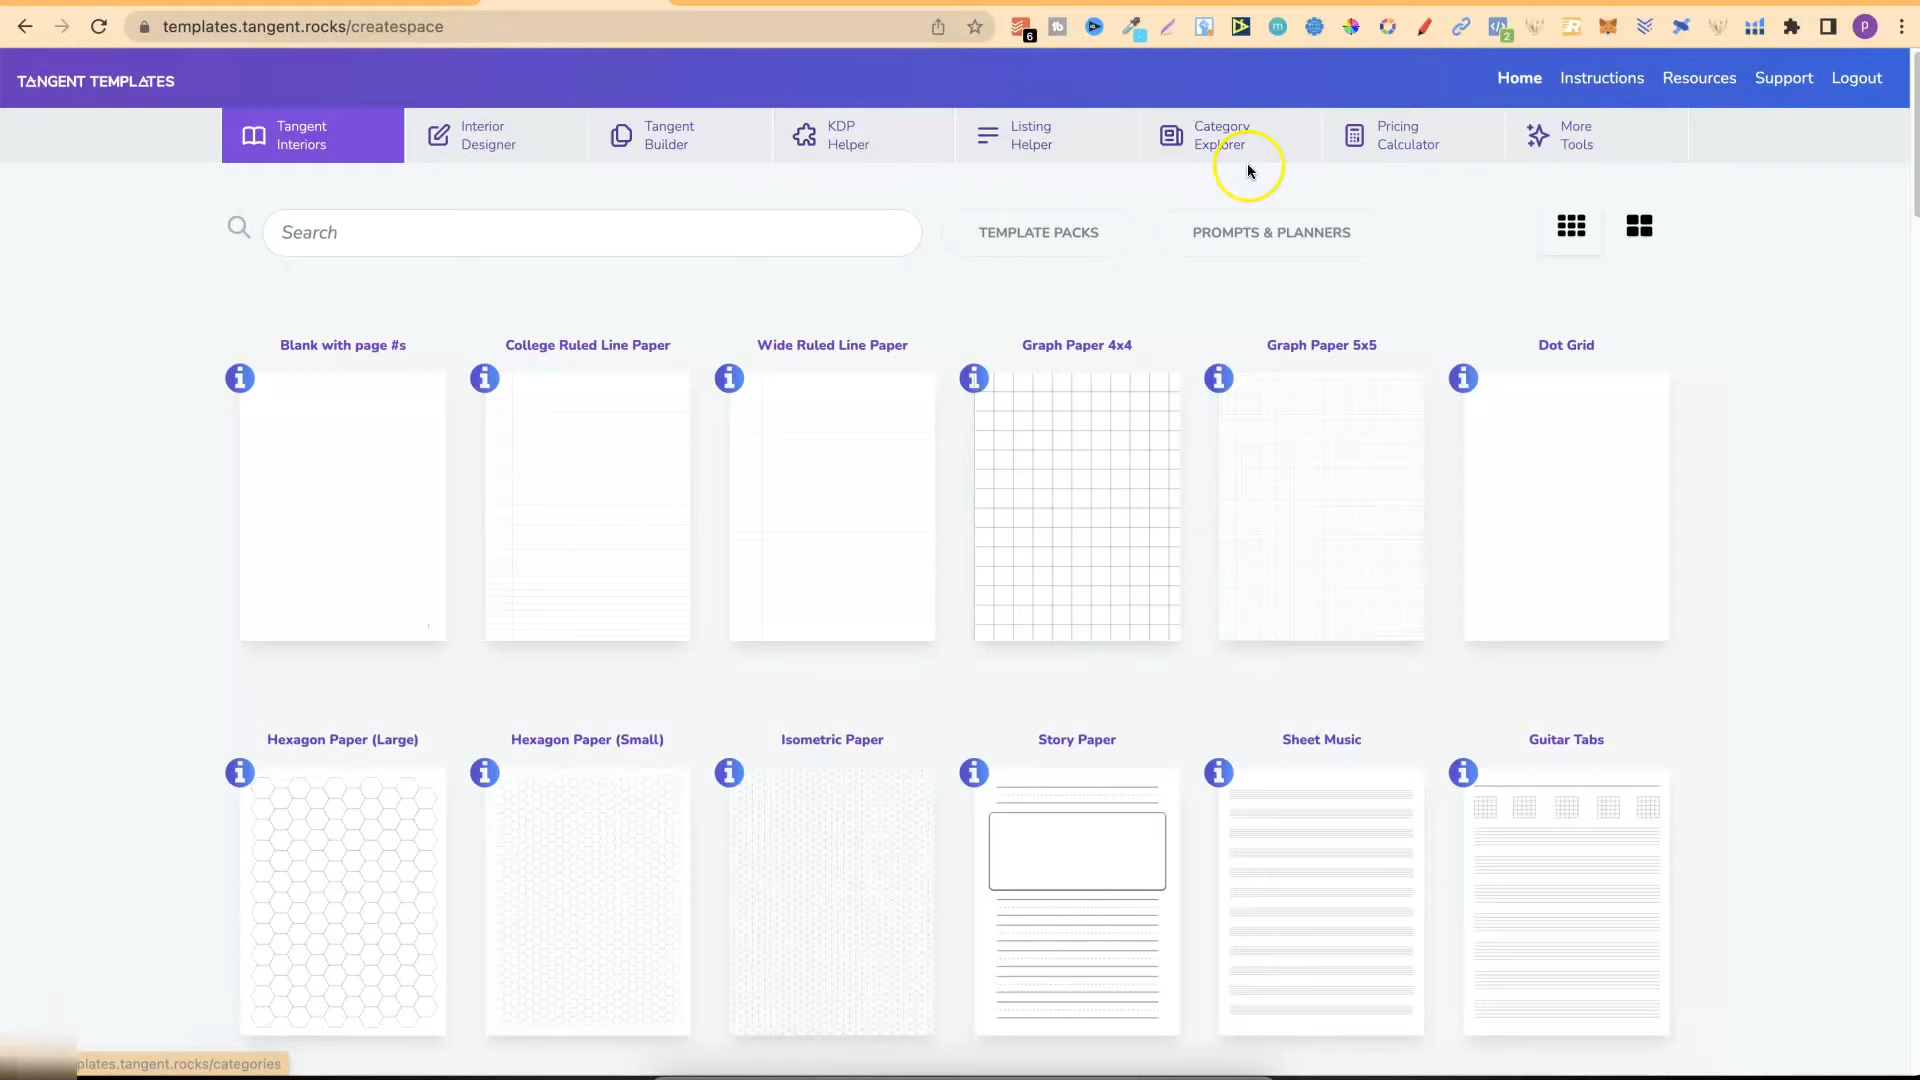 templates.tangent.rocks/createspace
6
2
P
TANGENT TEMPLATES
Home Instructions Resources Support Logout
Tangent
Interiors
Interior
Designer
Tangent
Builder
KDP
Helper
Listing
Helper
Category
Explorer
Pricing
Calculator
More
Tools
Search
TEMPLATE PACKS
PROMPTS & PLANNERS
Blank with page #s
College Ruled Line Paper
Wide Ruled Line Paper
Graph Paper 4x4
Graph Paper 5x5
Dot Grid
Hexagon Paper (Large)
Hexagon Paper (Small)
Isometric Paper
Story Paper
Sheet Music
Guitar Tabs
plates.tangent.rocks/categories